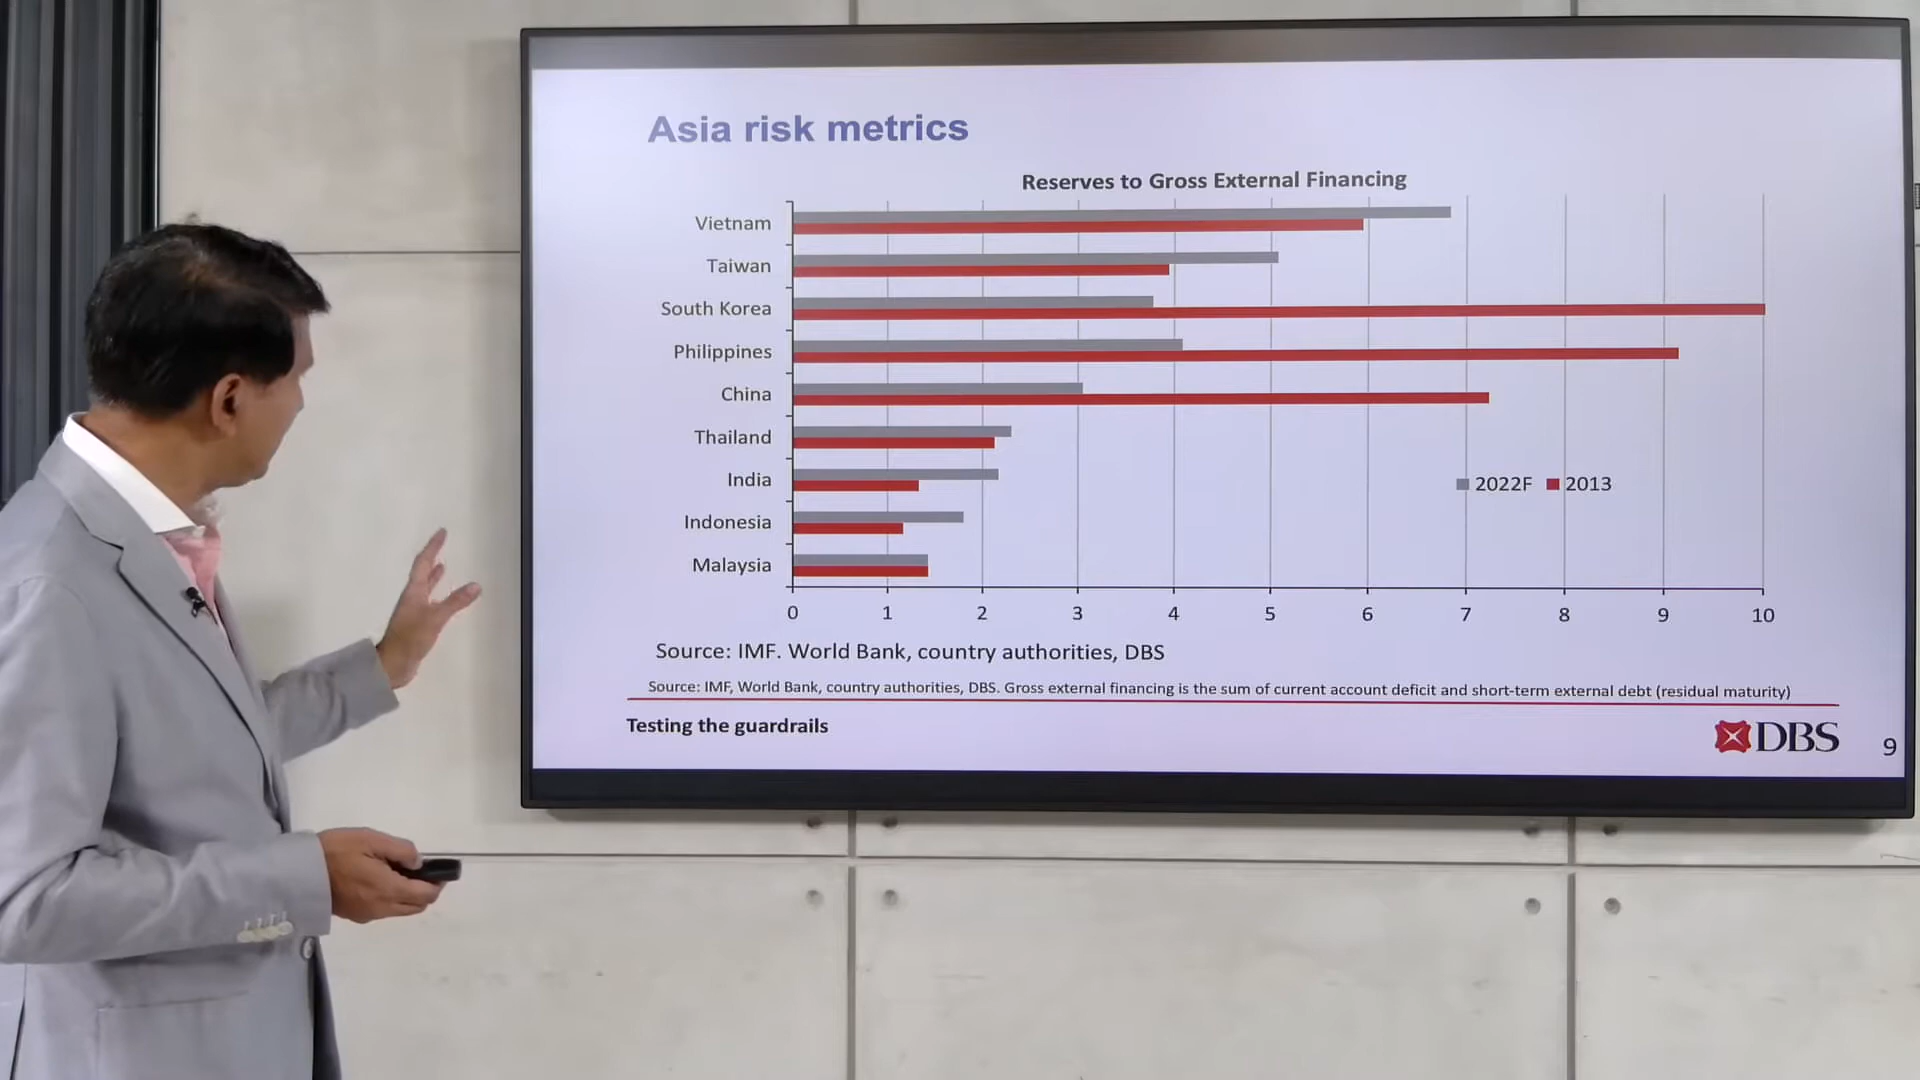 Asia risk metrics
Reserves to Gross External Financing
Vietnam
Taiwan
South Korea
Philippines
China
Thailand
India
Indonesia
Malaysia
2022F 2013
0 1 2 3 4 5 6 7 8 9 10
Source: IMF. World Bank, country authorities, DBS
Source: IMF, World Bank, country authorities, DBS. Gross external financing is the sum of current account deficit and short-term external debt (residual maturity)
Testing the guardrails
DBS
9